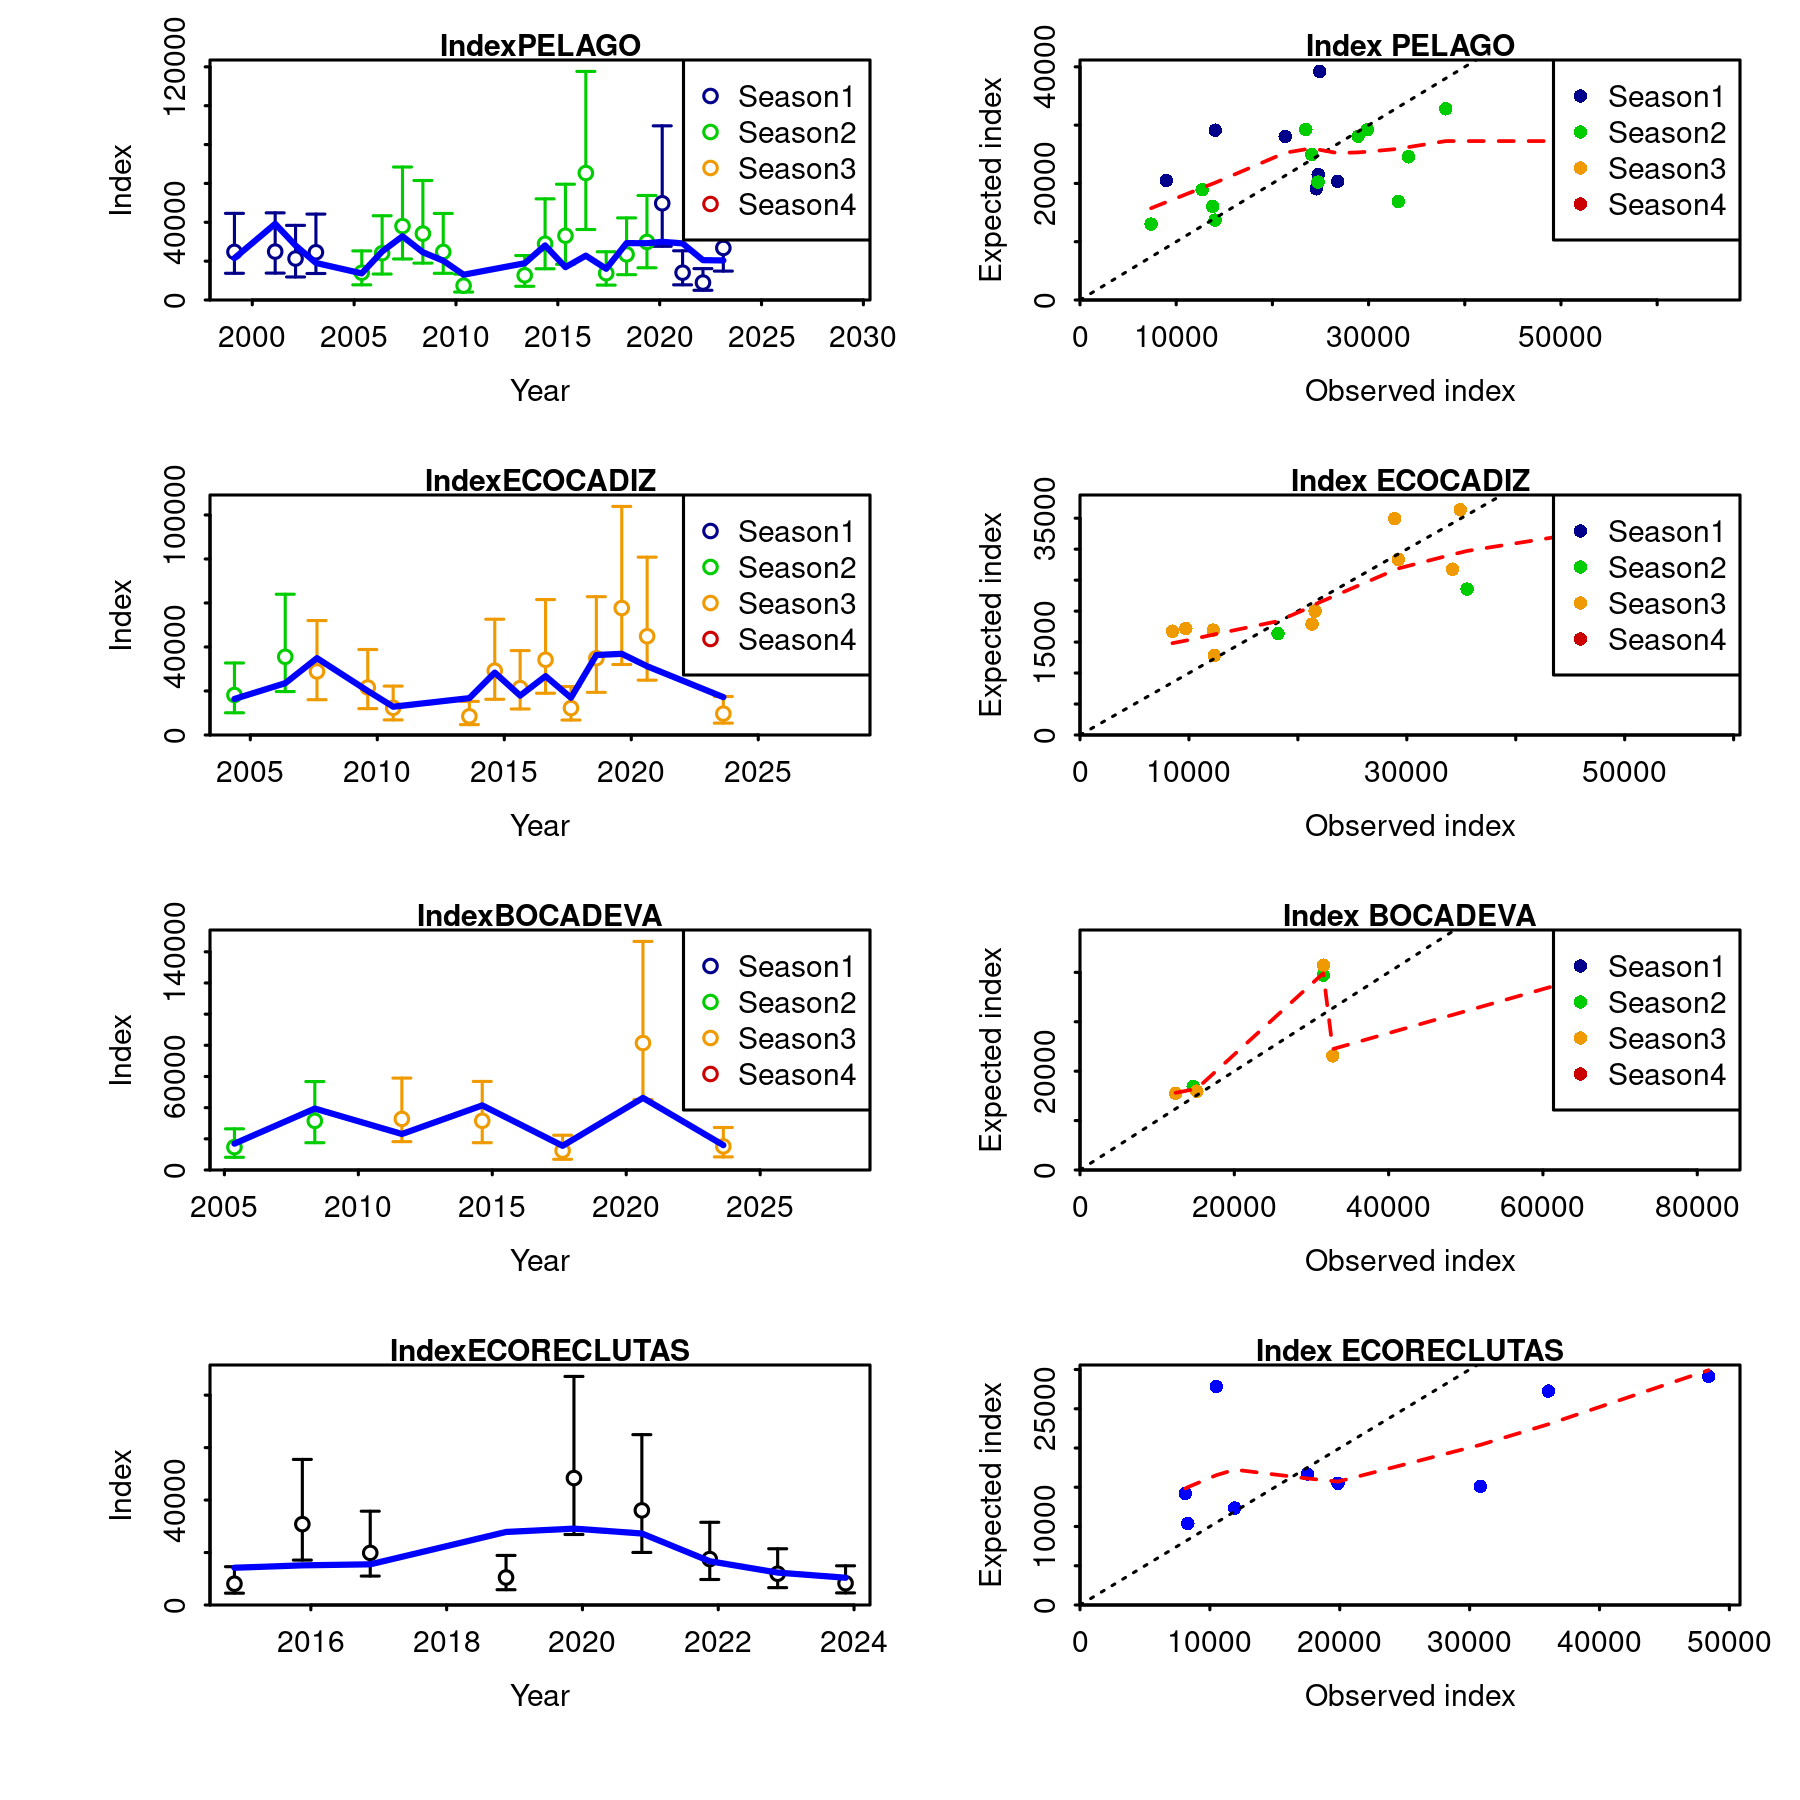 IndexPELAGO
Index
0
40000
120000
Season1
Season2
Season3
Season4
2000 2005 2010 2015 2020 2025 2030
Year
Index PELAGO
Expected index
0
20000
40000
Season1
Season2
Season3
Season4
0 10000 30000 50000
Observed index
IndexECOCADIZ
Index
0
40000
100000
Season1
Season2
Season3
Season4
2005 2010 2015 2020 2025
Year
Index ECOCADIZ
Expected index
0
15000
35000
Season1
Season2
Season3
Season4
0 10000 30000 50000
Observed index
IndexBOCADEVA
Index
0
60000
140000
Season1
Season2
Season3
Season4
2005 2010 2015 2020 2025
Year
Index BOCADEVA
Expected index
0
20000
Season1
Season2
Season3
Season4
0 20000 40000 60000 80000
Observed index
IndexECORECLUTAS
Index
0
40000
2016 2018 2020 2022 2024
Year
Index ECORECLUTAS
Expected index
0
10000
25000
0 10000 20000 30000 40000 50000
Observed index